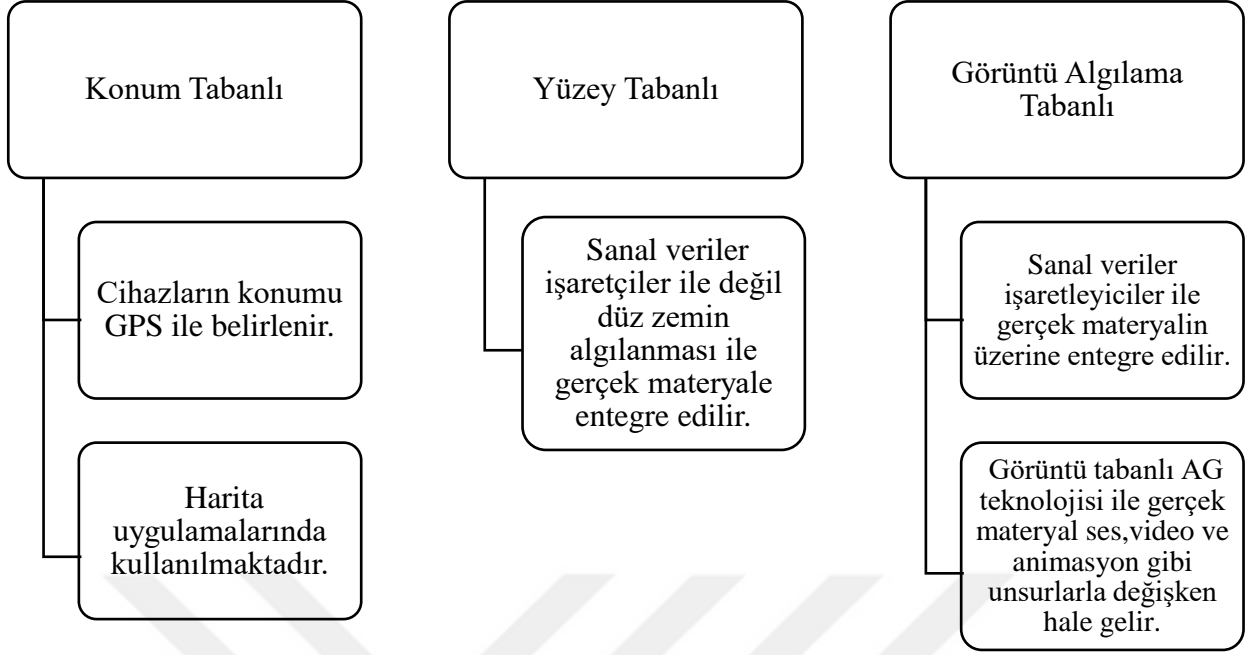 Konum Tabanlı
Cihazların konumu
GPS ile belirlenir.
Harita
uygulamalarında
kullanılmaktadır.
Yüzey Tabanlı
Sanal veriler
işaretçiler ile değil
düz zemin
algılanması ile
gerçek materyale
entegre edilir.
Görüntü Algılama
Tabanlı
Sanal veriler
işaretleyiciler ile
gerçek materyalin
üzerine entegre edilir.
Görüntü tabanlı AG
teknolojisi ile gerçek
materyal ses,video ve
animasyon gibi
unsurlarla değişken
hale gelir.